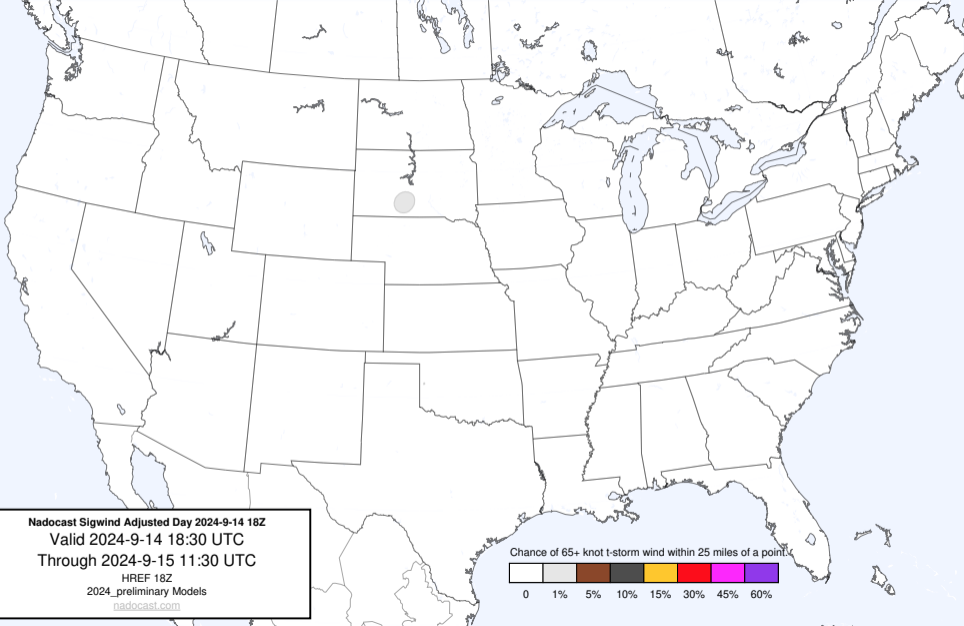 Nadocast Sigwind Adjusted Day 2024-9-14 18Z
Valid 2024-9-14 18:30 UTC
Through 2024-9-15 11:30 UTC
HREF 18Z
2024_preliminary Models
nadocast.com
Chance of 65+ knot t-storm wind within 25 miles of a point.
0 1% 5% 10% 15% 30% 45% 60%